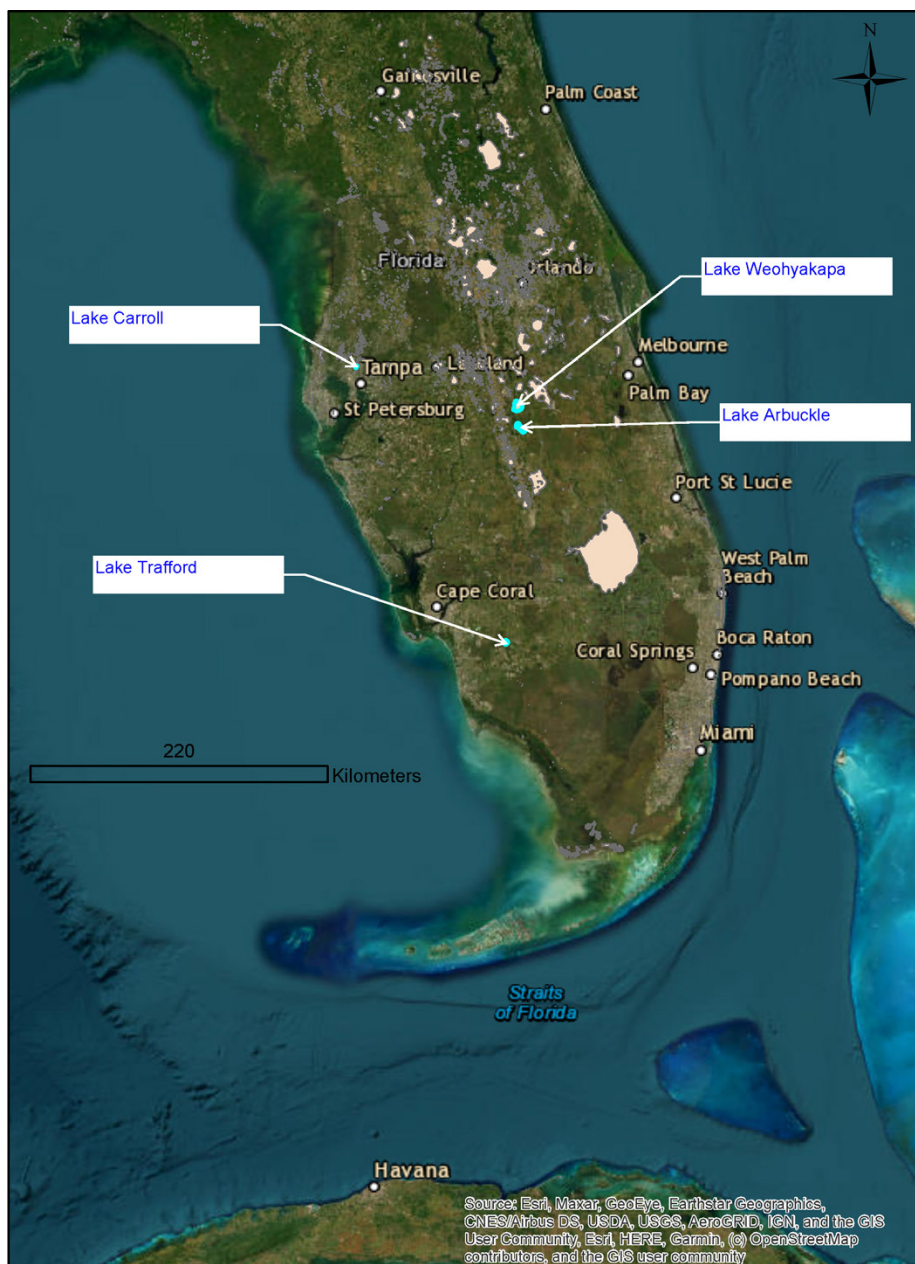 N
Gainesville
Palm Coast
Florida
Orlando
Lake Weohyakapa
Lake Carroll
Melbourne
Tampa
Lakeland
Palm Bay
St Petersburg
Lake Arbuckle
Port St Lucie
Lake Trafford
West Palm
Beach
Cape Coral
Boca Raton
Coral Springs
Pompano Beach
Miami
220
Kilometers
Straits
of Florida
Havana
Source: Esri, Maxar, GeoEye, Earthstar Geographics,
CNES/Airbus DS, USDA, USGS, AeroGRID, IGN, and the GIS
User Community, Esri, HERE, Garmin, (c) OpenStreetMap
contributors, and the GIS user community